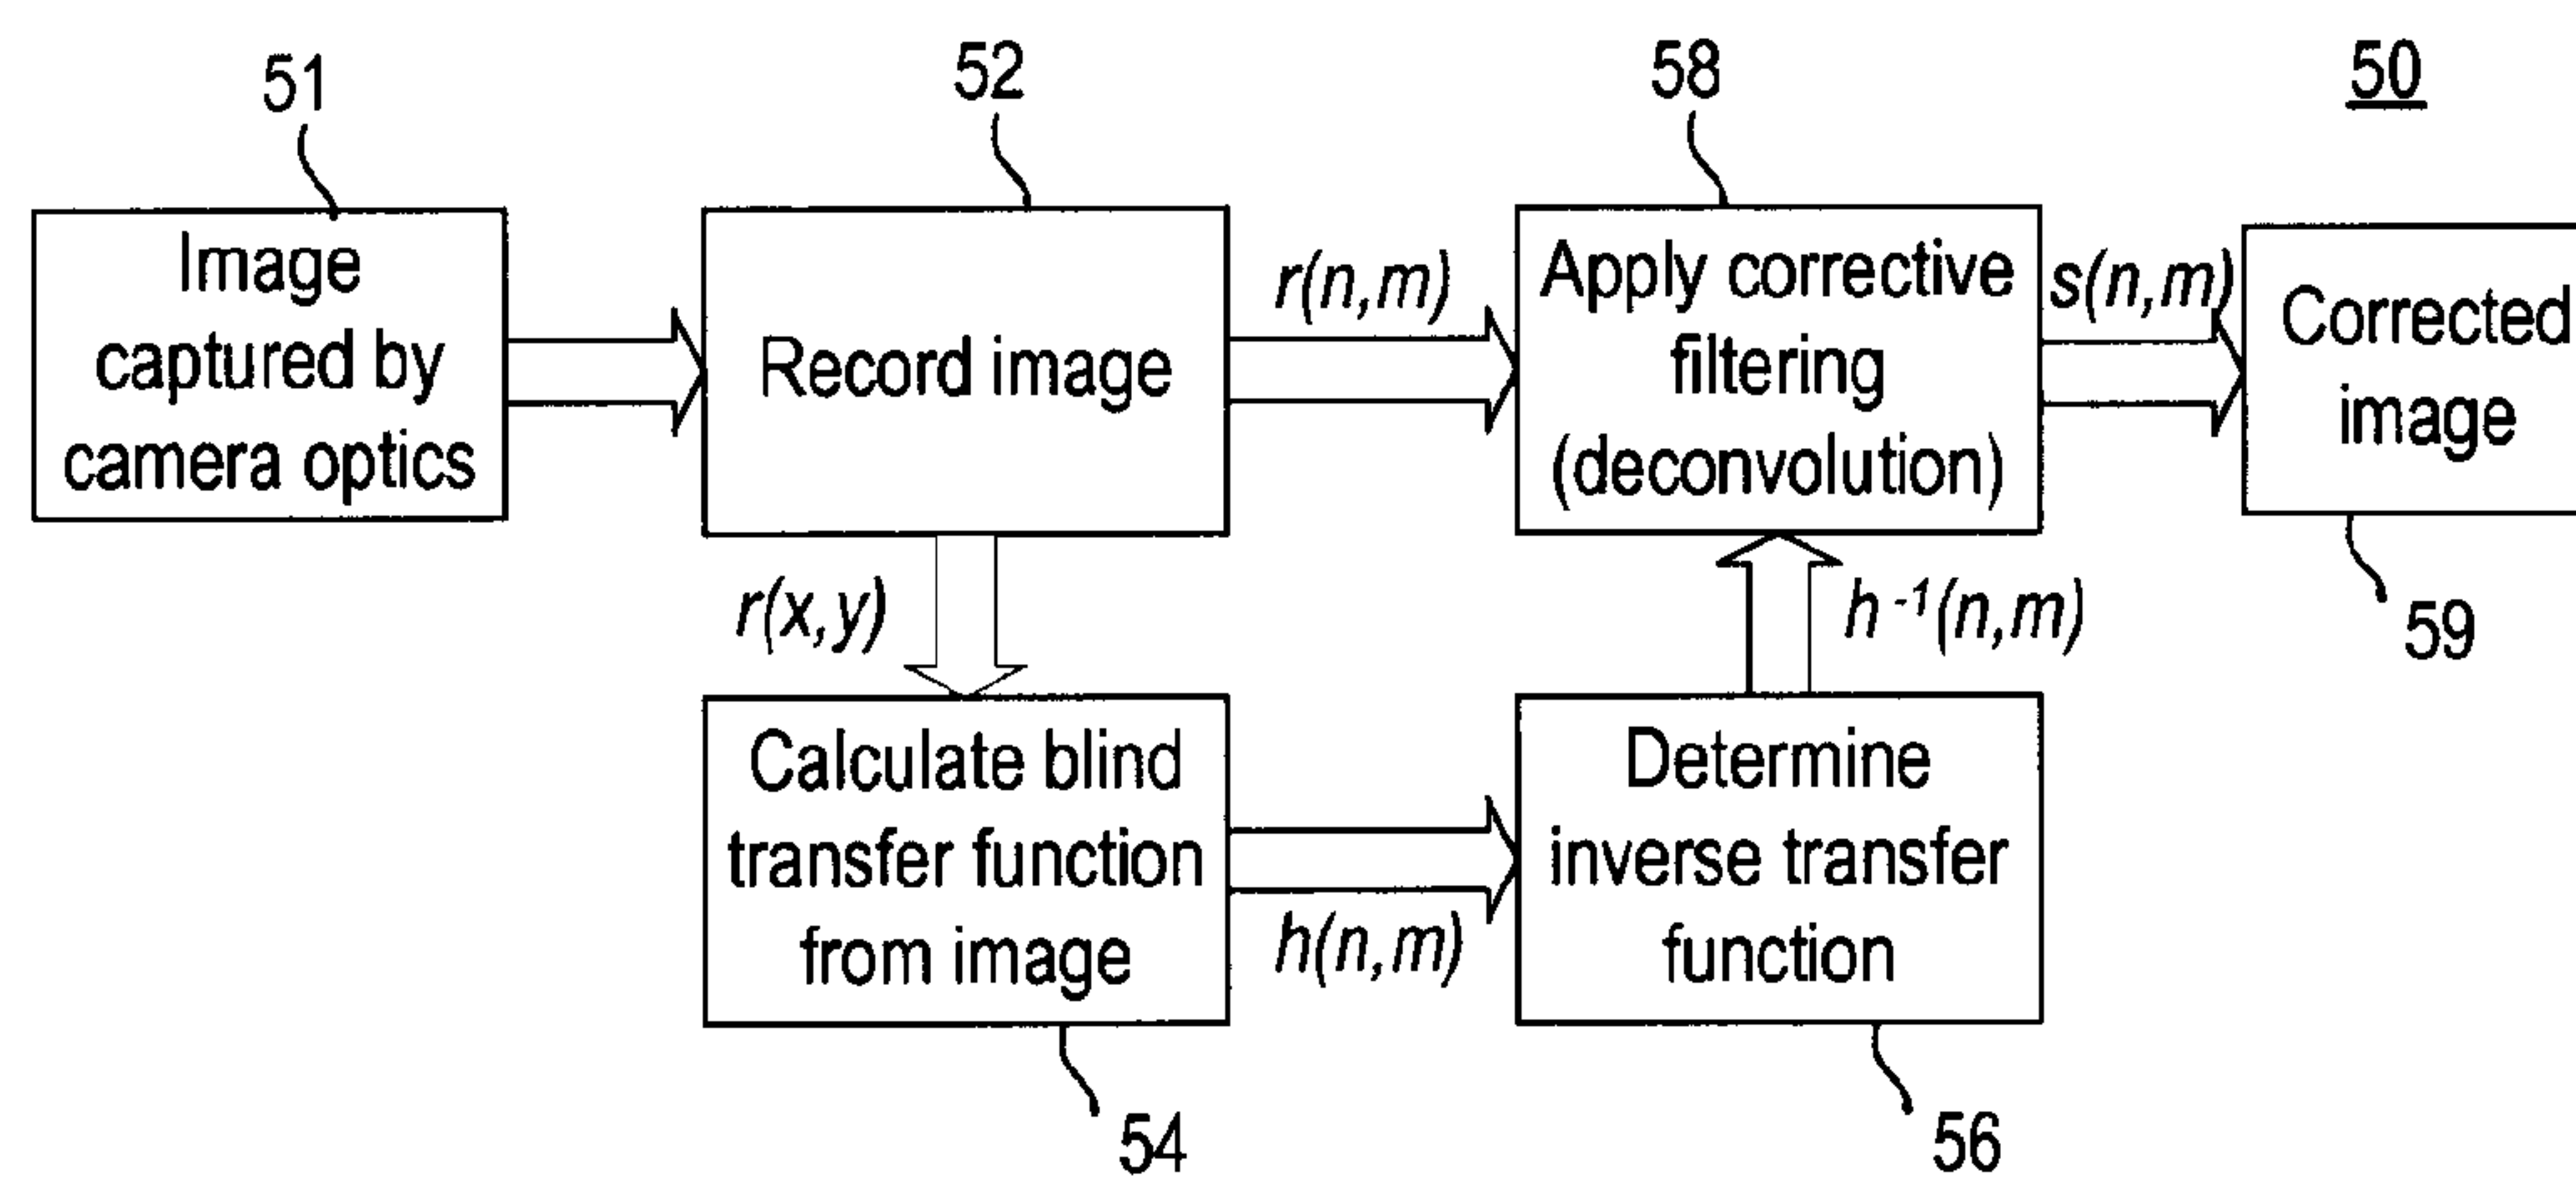 51
52
58
50
Image
captured by
camera optics
Record image
r(n,m)
Apply corrective
filtering
(deconvolution)
s(n,m)
Corrected
image
r(x,y)
h⁻¹(n,m)
59
Calculate blind
transfer function
from image
h(n,m)
Determine
inverse transfer
function
54
56